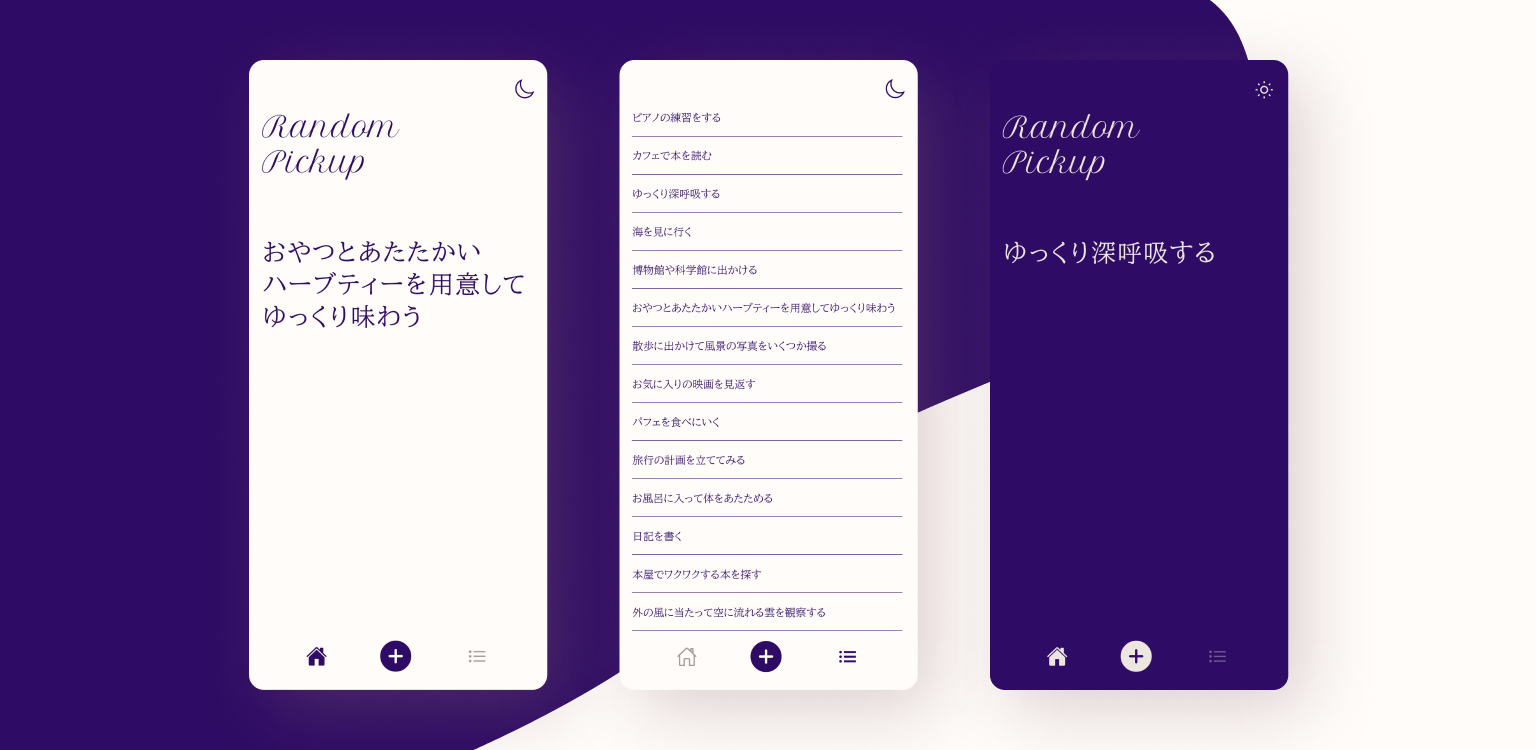 Random
Pickup
おやつとあたたかい
ハーブティーを用意して
ゆっくり味わう
ピアノの練習をする
カフェで本を読む
ゆっくり深呼吸する
海を見に行く
博物館や科学館に出かける
おやつとあたたかいハーブティーを用意してゆっくり味わう
散歩に出かけて風景の写真をいくつか撮る
お気に入りの映画を見返す
パフェを食べにいく
旅行の計画を立ててみる
お風呂に入って体をあたためる
日記を書く
本屋でワクワクする本を探す
外の風に当たって空に流れる雲を観察する
Random
Pickup
ゆっくり深呼吸する